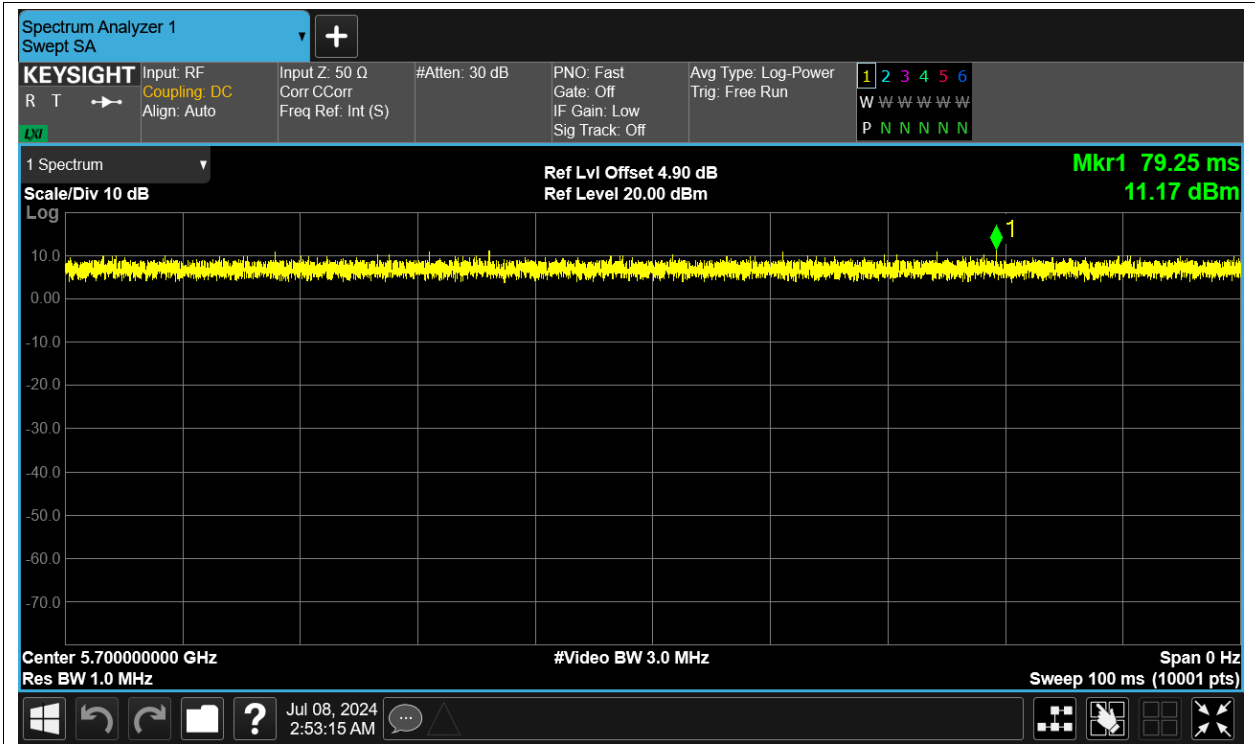 Spectrum Analyzer 1
Swept SA
KEYSIGHT
R T
LXI
Input: RF
Coupling: DC
Align: Auto
Input Z: 50 Ω
Corr CCorr
Freq Ref: Int (S)
#Atten: 30 dB
PNO: Fast
Gate: Off
IF Gain: Low
Sig Track: Off
Avg Type: Log-Power
Trig: Free Run
1 2 3 4 5 6
W W W W W W
P N N N N N
1 Spectrum
Scale/Div 10 dB
Log
Ref Lvl Offset 4.90 dB
Ref Level 20.00 dBm
Mkr1 79.25 ms
11.17 dBm
1
10.0
0.00
-10.0
-20.0
-30.0
-40.0
-50.0
-60.0
-70.0
Center 5.700000000 GHz
Res BW 1.0 MHz
#Video BW 3.0 MHz
Span 0 Hz
Sweep 100 ms (10001 pts)
?
Jul 08, 2024
2:53:15 AM